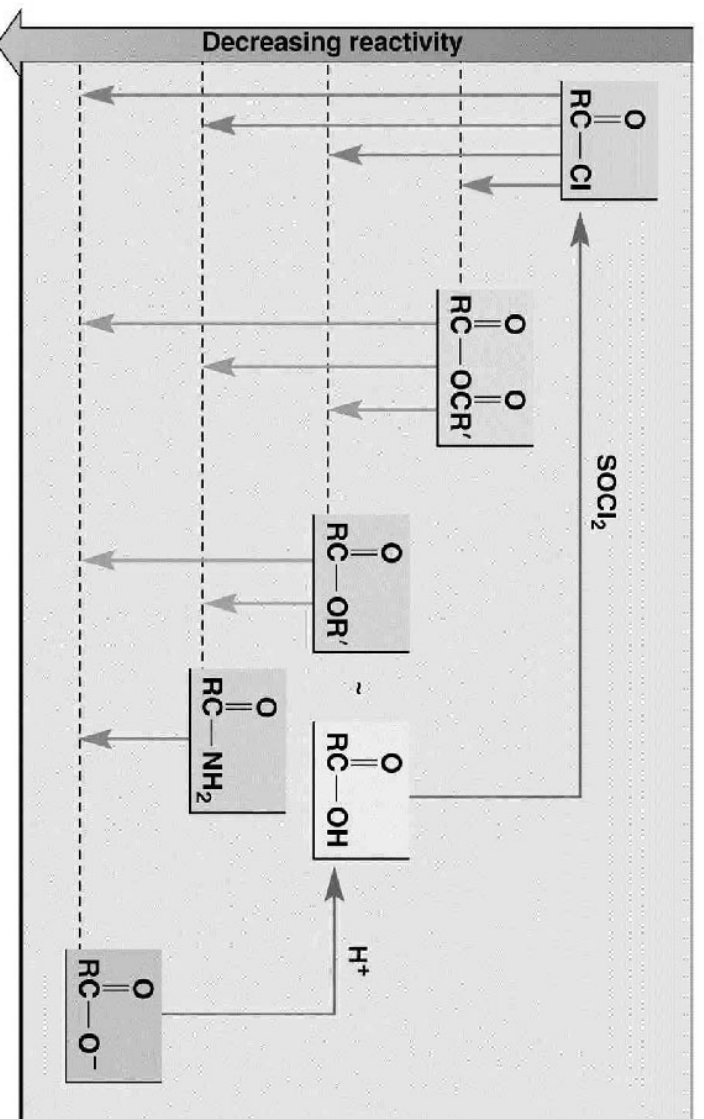 Decreasing reactivity
O
RC—Cl
SOCl₂
O O
RC—OCR′
O
RC—OR′
~
O
RC—OH
O
RC—NH₂
H⁺
O
RC—O⁻